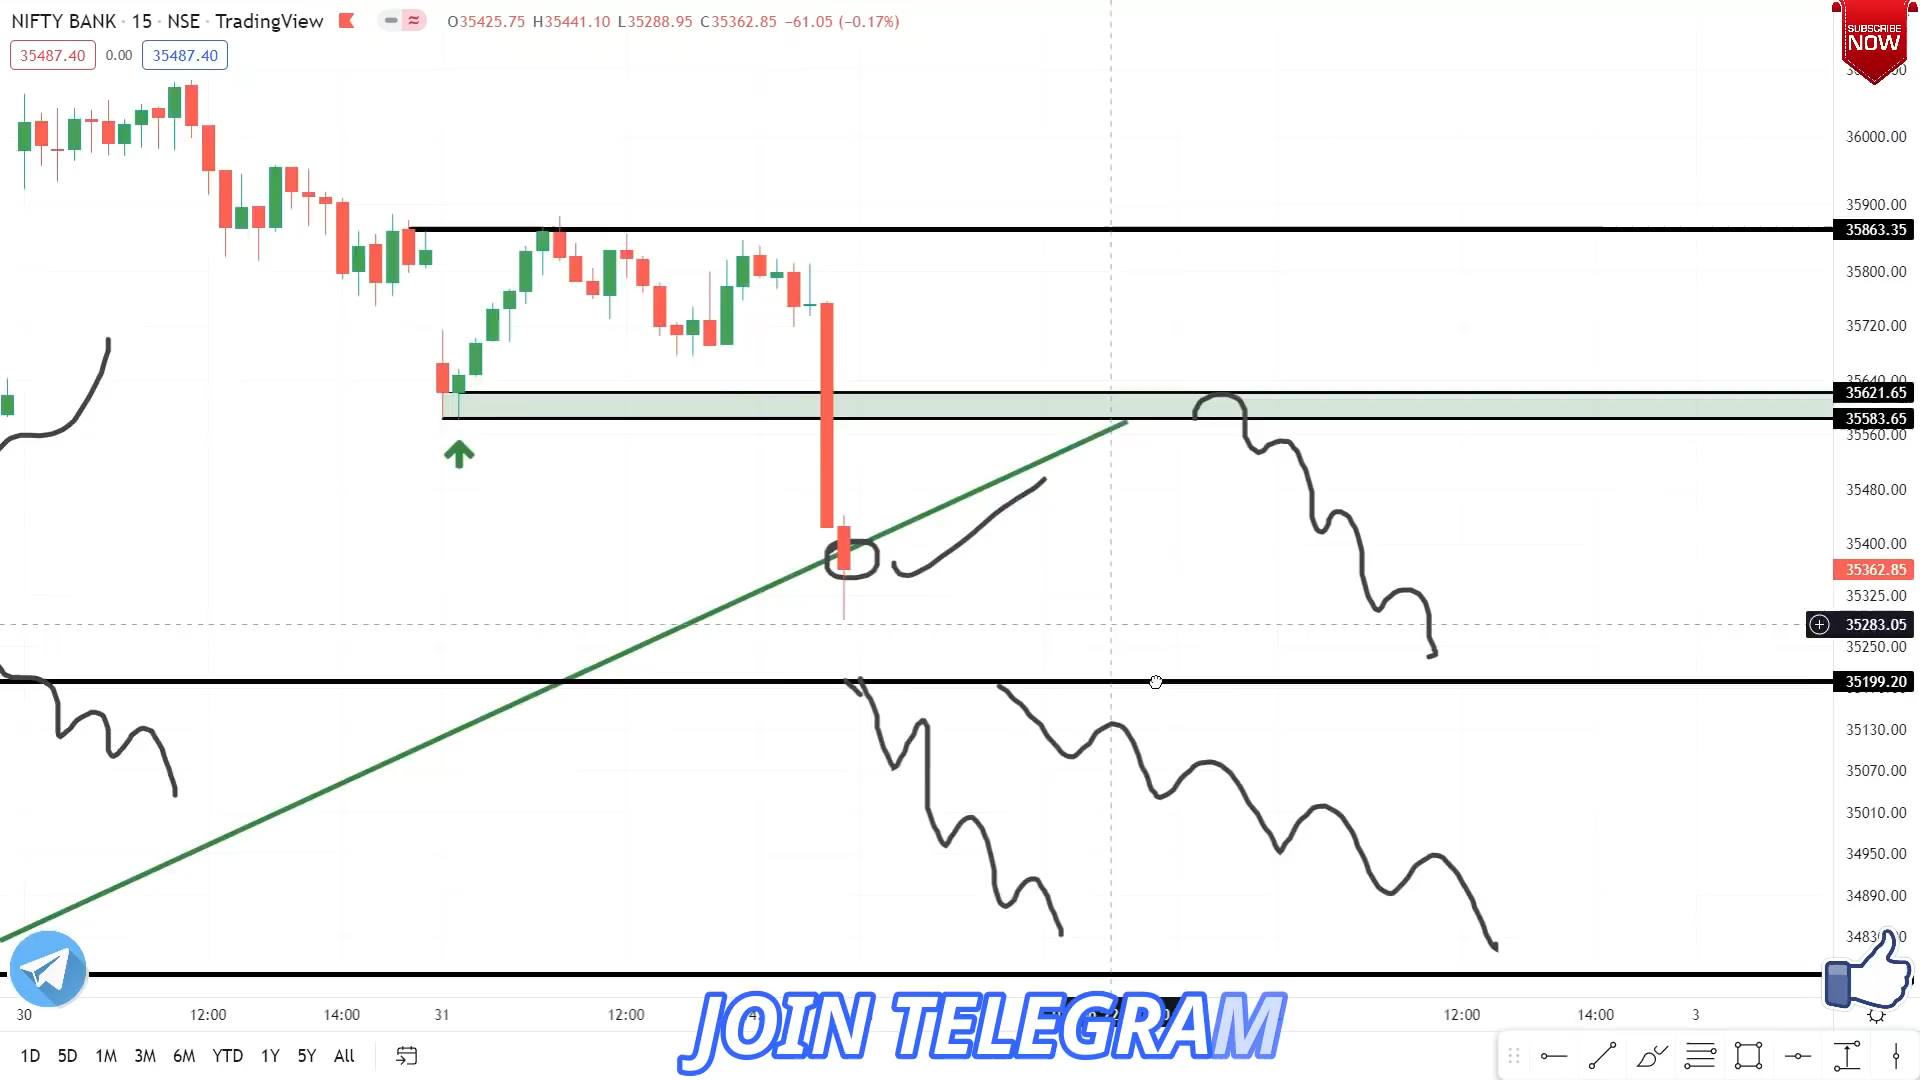 NIFTY BANK · 15 · NSE · TradingView
O35425.75 H35441.10 L35288.95 C35362.85 −61.05 (−0.17%)
35487.40 0.00 35487.40
SUBSCRIBE
NOW
36000.00
35900.00
35863.35
35800.00
35720.00
35640.00
35621.65
35583.65
35560.00
35480.00
35400.00
35362.85
35325.00
35283.05
35250.00
35199.20
35130.00
35070.00
35010.00
34950.00
34890.00
30 12:00 14:00 31 12:00 12:00 14:00 3
JOIN TELEGRAM
1D 5D 1M 3M 6M YTD 1Y 5Y All